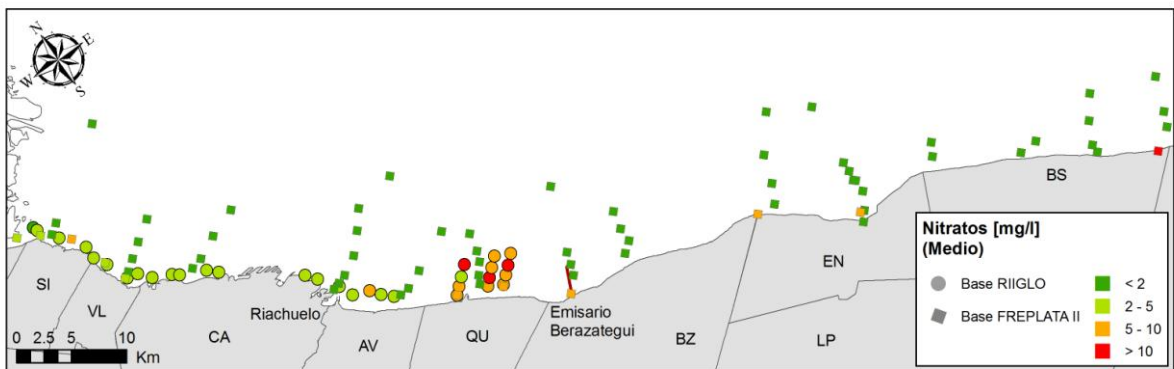 N
E
S
W
SI
VL
CA
Riachuelo
AV
QU
Emisario
Berazategui
BZ
EN
LP
BS
0 2.5 5 10
Km
Nitratos [mg/l]
(Medio)
Base RIIGLO
Base FREPLATA II
< 2
2 - 5
5 - 10
> 10